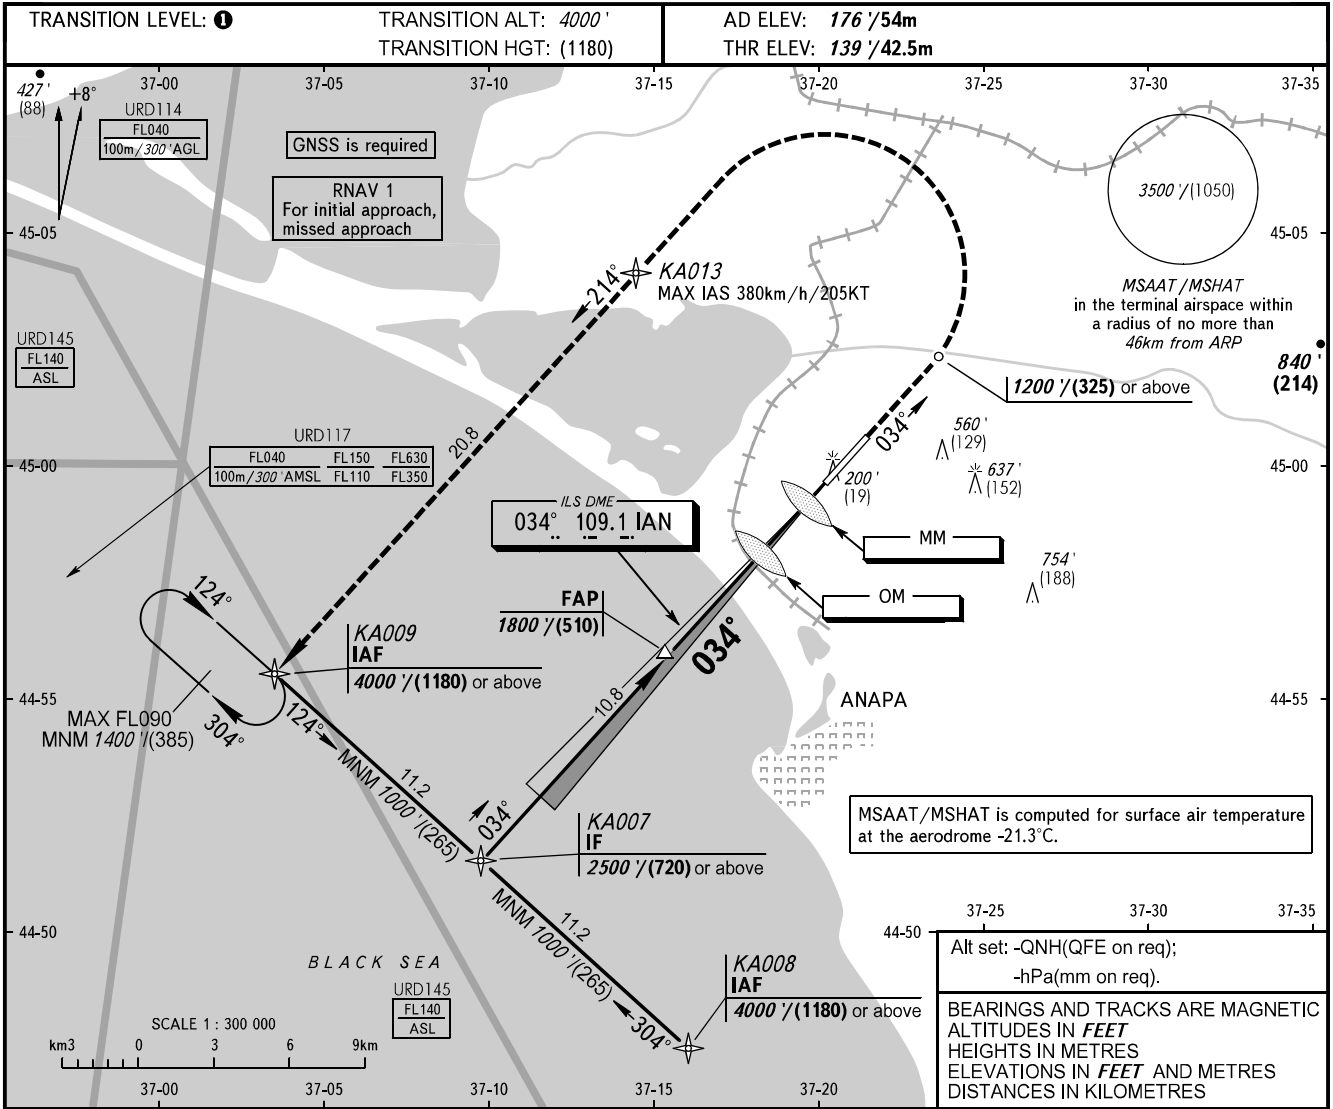 TRANSITION LEVEL: ❶
TRANSITION ALT: 4000 '
TRANSITION HGT: (1180)
AD ELEV: 176 '/54m
THR ELEV: 139 '/42.5m
37-00 37-05 37-10 37-15 37-20 37-25 37-30 37-35
427 '
(88)
+8°
URD114
FL040
100m/300 'AGL
GNSS is required
RNAV 1
For initial approach,
missed approach
3500 '/(1050)
45-05
45-05
KA013
MAX IAS 380km/h/205KT
214°
MSAAT/MSHAT
in the terminal airspace within
a radius of no more than
46km from ARP
URD145
FL140
ASL
840 '
(214)
1200 '/(325) or above
034°
560 '
(129)
637 '
(152)
200 '
(19)
20.8
URD117
FL040 FL150 FL630
100m/300 'AMSL FL110 FL350
45-00
45-00
ILS DME
034° 109.1 IAN
MM
754 '
(188)
OM
124°
FAP
1800 '/(510)
034°
KA009
IAF
4000 '/(1180) or above
10.8
44-55
44-55
ANAPA
MAX FL090
MNM 1400 '/(385)
304°
124°
11.2
MNM 1000 '/(265)
034°
KA007
IF
2500 '/(720) or above
MSAAT/MSHAT is computed for surface air temperature
at the aerodrome -21.3°C.
11.2
MNM 1000 '/(265)
37-25 37-30 37-35
44-50
44-50
Alt set: -QNH(QFE on req);
-hPa(mm on req).
BLACK SEA
URD145
FL140
ASL
KA008
IAF
4000 '/(1180) or above
304°
BEARINGS AND TRACKS ARE MAGNETIC
ALTITUDES IN FEET
HEIGHTS IN METRES
ELEVATIONS IN FEET AND METRES
DISTANCES IN KILOMETRES
SCALE 1 : 300 000
km3 0 3 6 9km
37-00 37-05 37-10 37-15 37-20